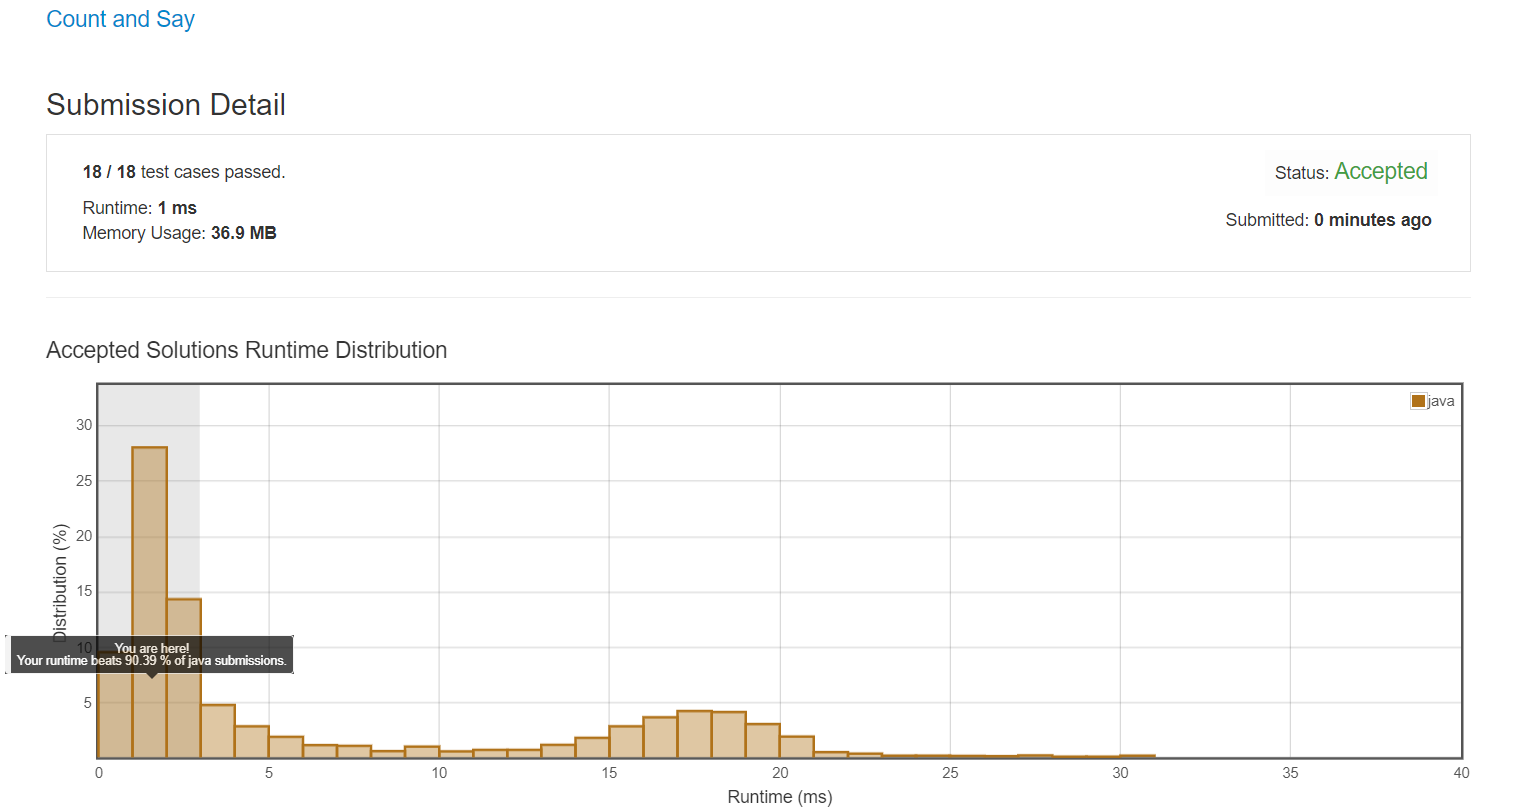 Count and Say
Submission Detail
18 / 18 test cases passed.
Status: Accepted
Runtime: 1 ms
Submitted: 0 minutes ago
Memory Usage: 36.9 MB
Accepted Solutions Runtime Distribution
java
30
25
20
15
10
5
Distribution (%)
You are here!
Your runtime beats 90.39 % of java submissions.
0 5 10 15 20 25 30 35 40
Runtime (ms)